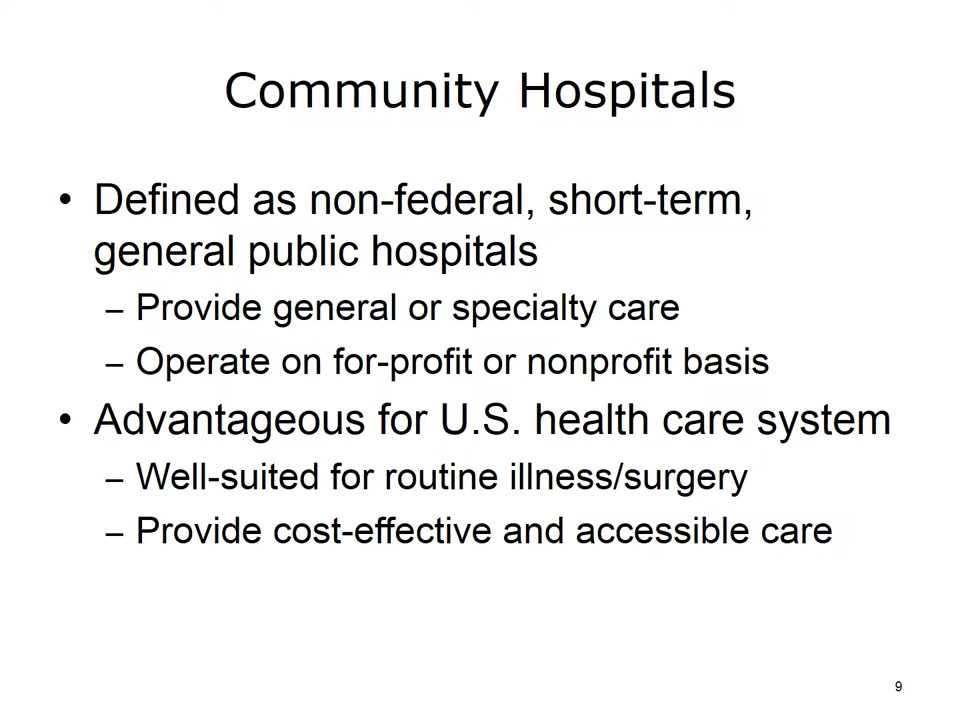 Community Hospitals
• Defined as non-federal, short-term,
general public hospitals
– Provide general or specialty care
– Operate on for-profit or nonprofit basis
• Advantageous for U.S. health care system
– Well-suited for routine illness/surgery
– Provide cost-effective and accessible care
9